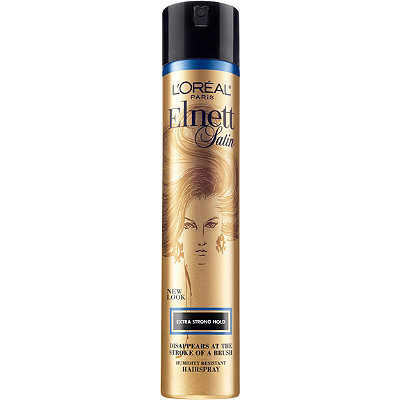 L'ORÉAL
PARIS
Elnett
Satin
NEW
LOOK
EXTRA STRONG HOLD
DISAPPEARS AT THE
STROKE OF A BRUSH
HUMIDITY RESISTANT
HAIRSPRAY